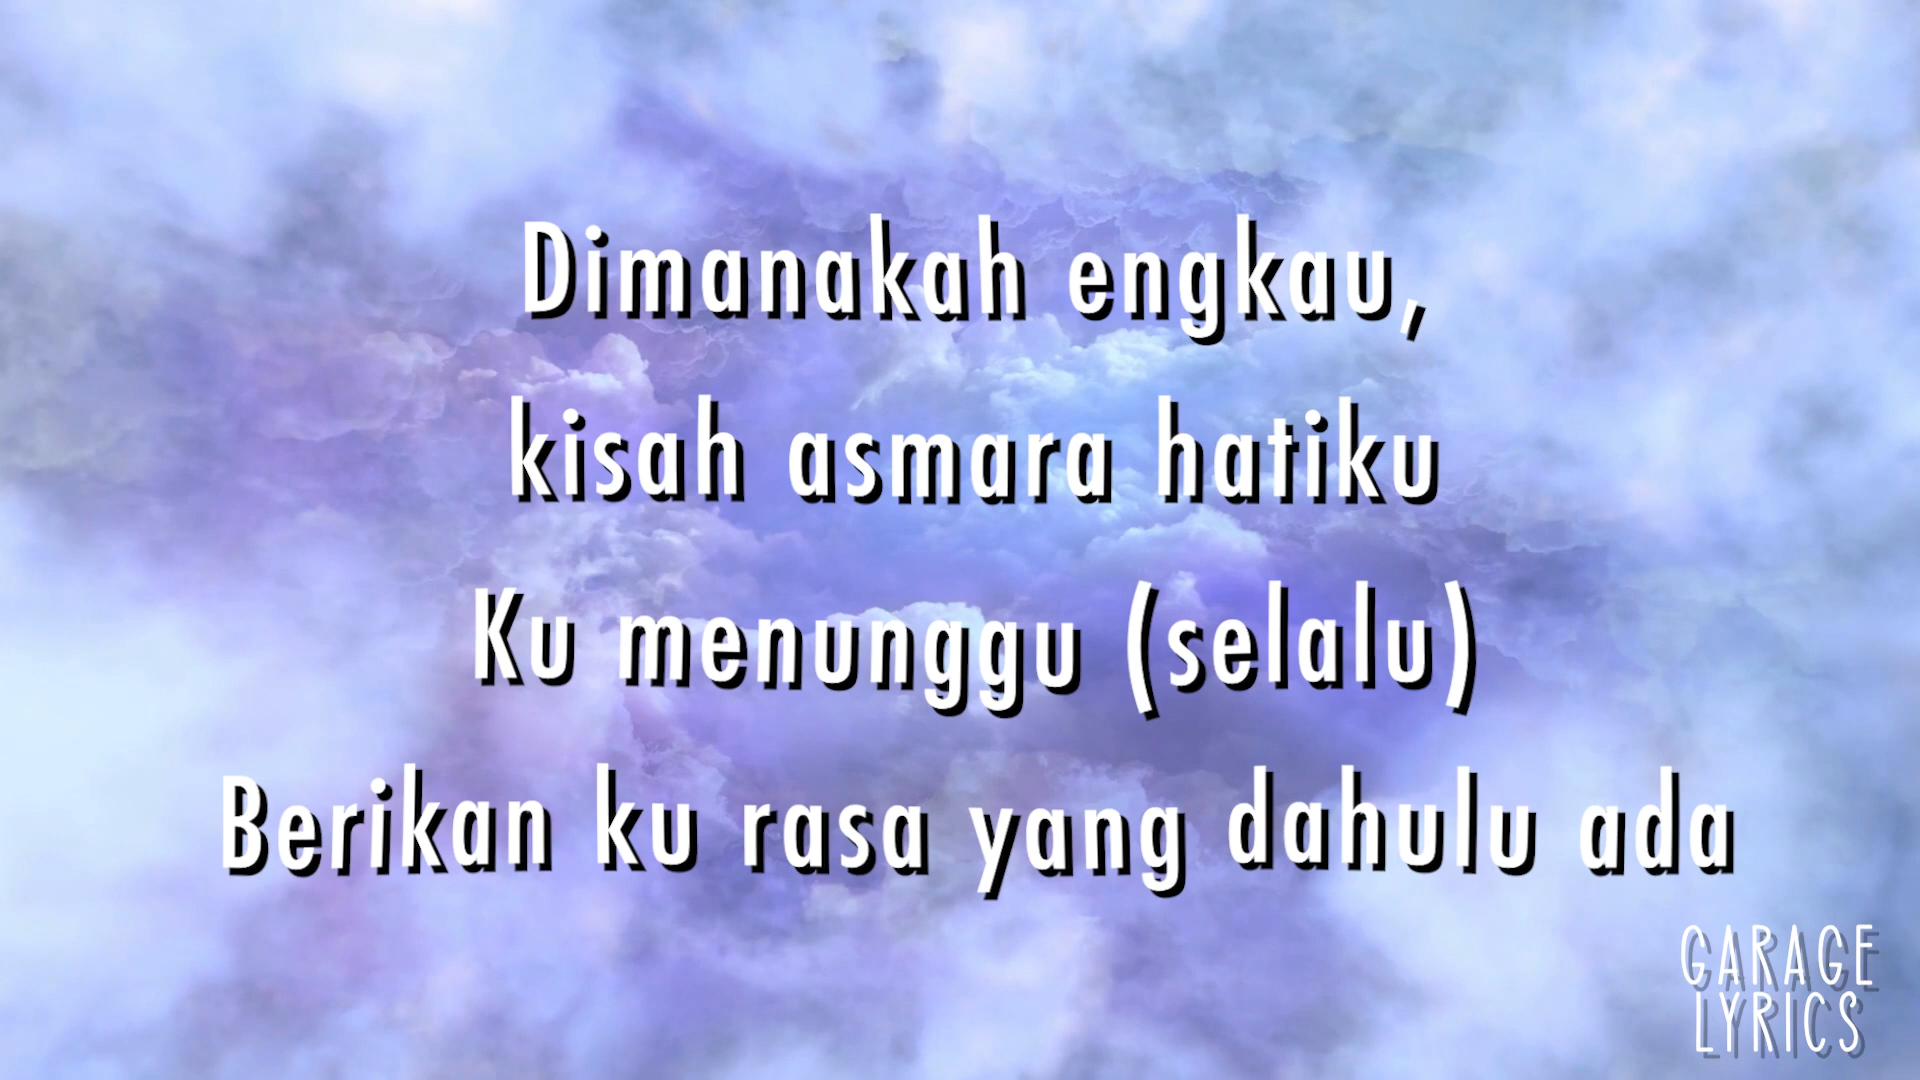 Dimanakah engkau,
kisah asmara hatiku
Ku menunggu (selalu)
Berikan ku rasa yang dahulu ada
GARAGE
LYRICS